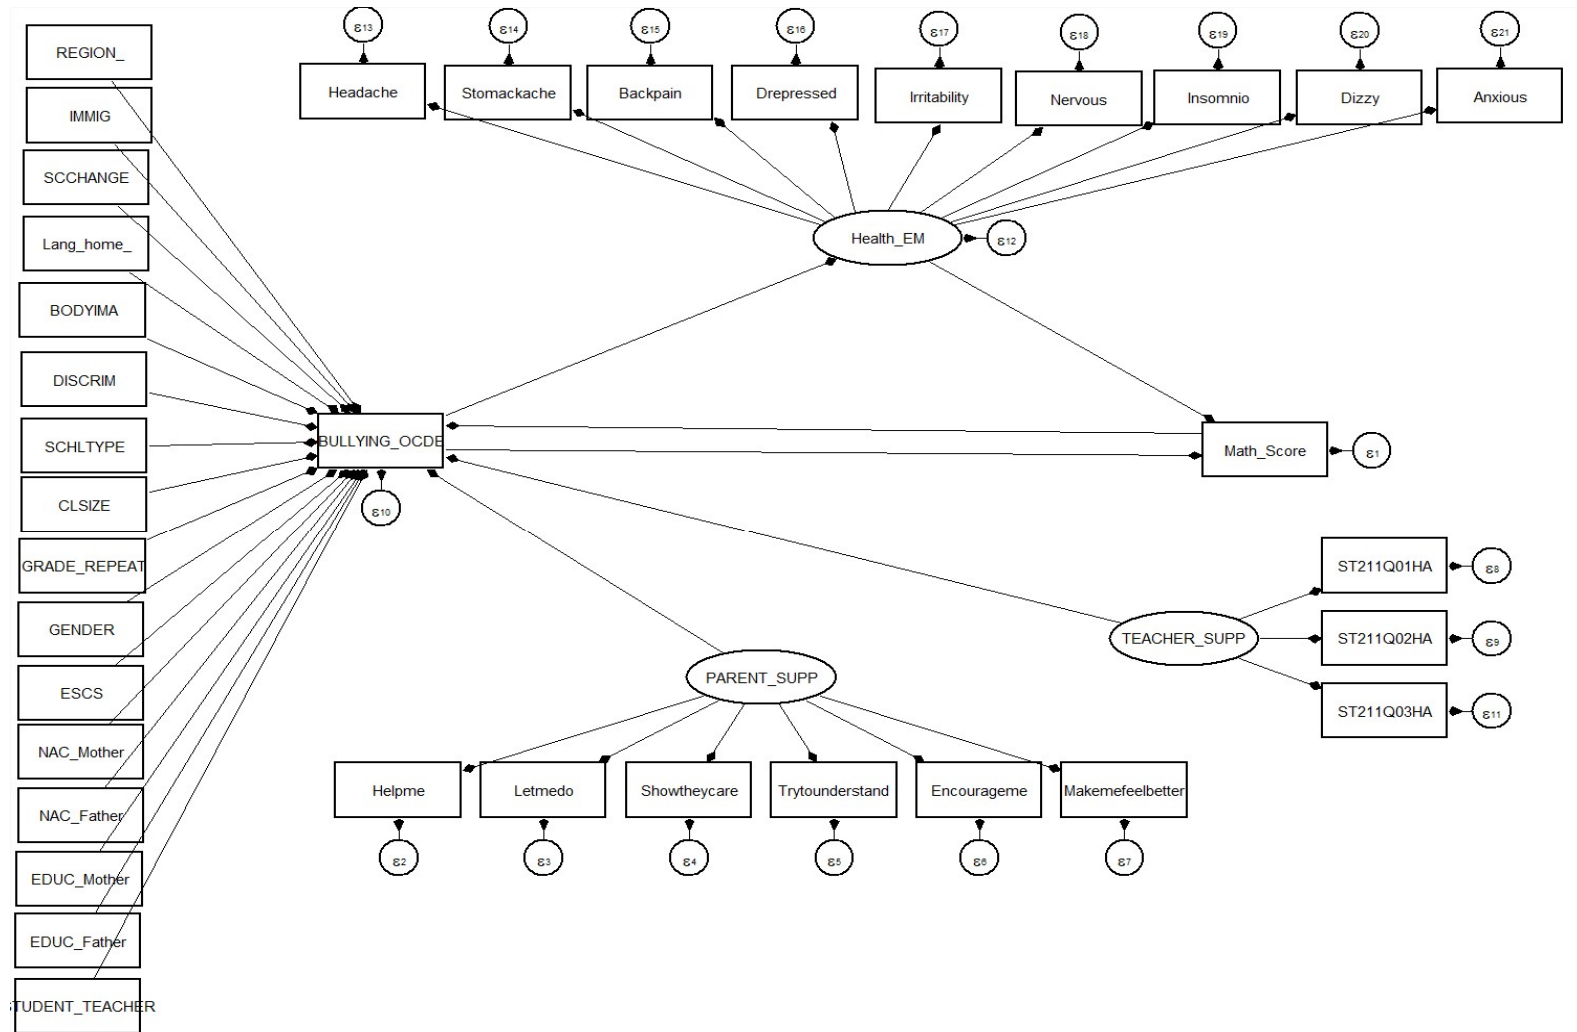 REGION_
IMMIG
SCCHANGE
Lang_home_
BODYIMA
DISCRIM
SCHLTYPE
CLSIZE
GRADE_REPEAT
GENDER
ESCS
NAC_Mother
NAC_Father
EDUC_Mother
EDUC_Father
STUDENT_TEACHER
ε13 ε14 ε15 ε16 ε17 ε18 ε19 ε20 ε21
Headache Stomackache Backpain Drepressed Irritability Nervous Insomnio Dizzy Anxious
Health_EM ε12
BULLYING_OCDE
ε10
Math_Score ε1
TEACHER_SUPP
ST211Q01HA ε8
ST211Q02HA ε9
ST211Q03HA ε11
PARENT_SUPP
Helpme Letmedo Showtheycare Trytounderstand Encourageme Makemefeelbetter
ε2 ε3 ε4 ε5 ε6 ε7